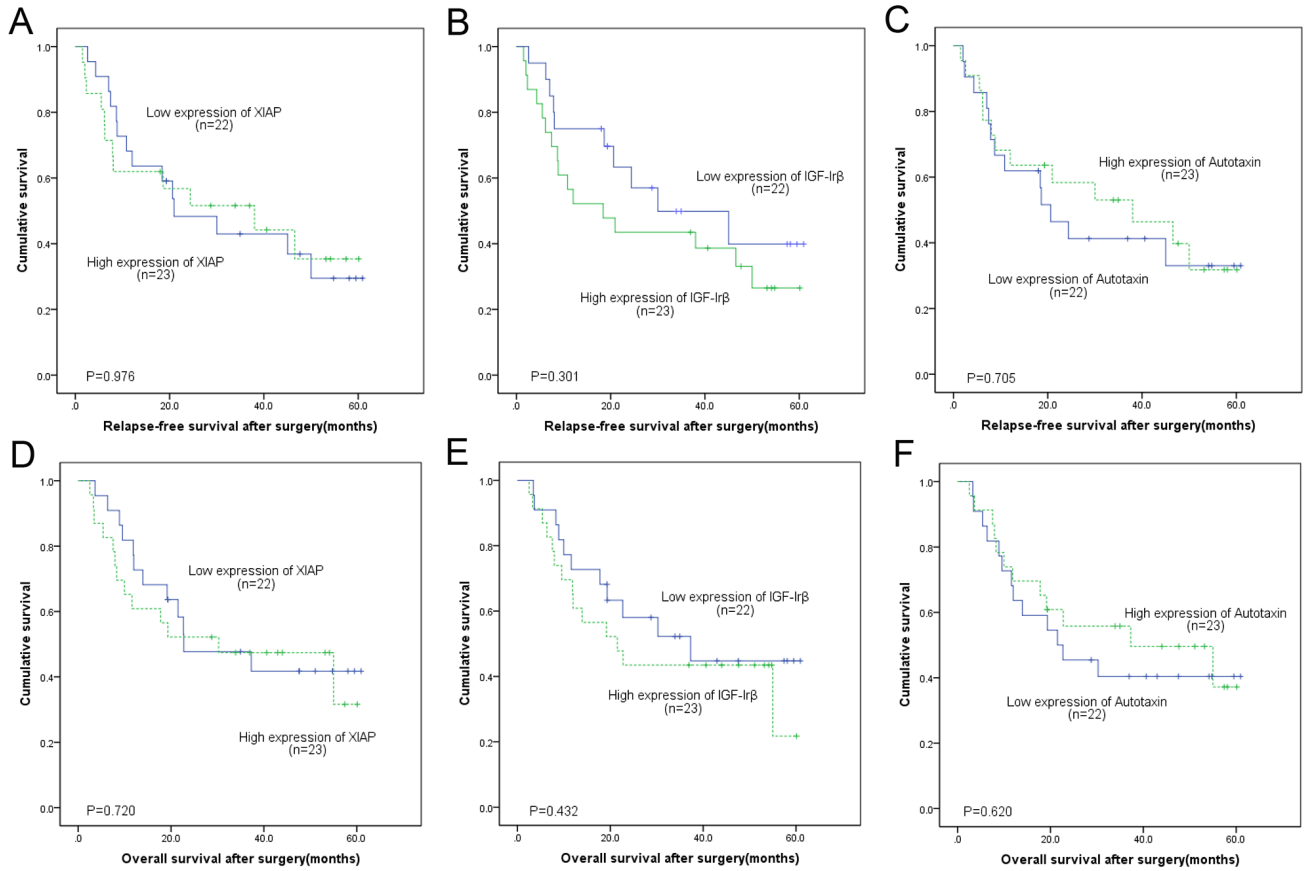 A
Cumulative survival
1.0
0.8
0.6
0.4
0.2
0.0
Low expression of XIAP
(n=22)
High expression of XIAP
(n=23)
P=0.976
.0 20.0 40.0 60.0
Relapse-free survival after surgery(months)
B
Cumulative survival
1.0
0.8
0.6
0.4
0.2
0.0
Low expression of IGF-Irβ
(n=22)
High expression of IGF-Irβ
(n=23)
P=0.301
.0 20.0 40.0 60.0
Relapse-free survival after surgery(months)
C
Cumulative survival
1.0
0.8
0.6
0.4
0.2
0.0
High expression of Autotaxin
(n=23)
Low expression of Autotaxin
(n=22)
P=0.705
.0 20.0 40.0 60.0
Relapse-free survival after surgery(months)
D
Cumulative survival
1.0
0.8
0.6
0.4
0.2
0.0
Low expression of XIAP
(n=22)
High expression of XIAP
(n=23)
P=0.720
.0 20.0 40.0 60.0
Overall survival after surgery(months)
E
Cumulative survival
1.0
0.8
0.6
0.4
0.2
0.0
Low expression of IGF-Irβ
(n=22)
High expression of IGF-Irβ
(n=23)
P=0.432
.0 20.0 40.0 60.0
Overall survival after surgery(months)
F
Cumulative survival
1.0
0.8
0.6
0.4
0.2
0.0
High expression of Autotaxin
(n=23)
Low expression of Autotaxin
(n=22)
P=0.620
.0 20.0 40.0 60.0
Overall survival after surgery(months)